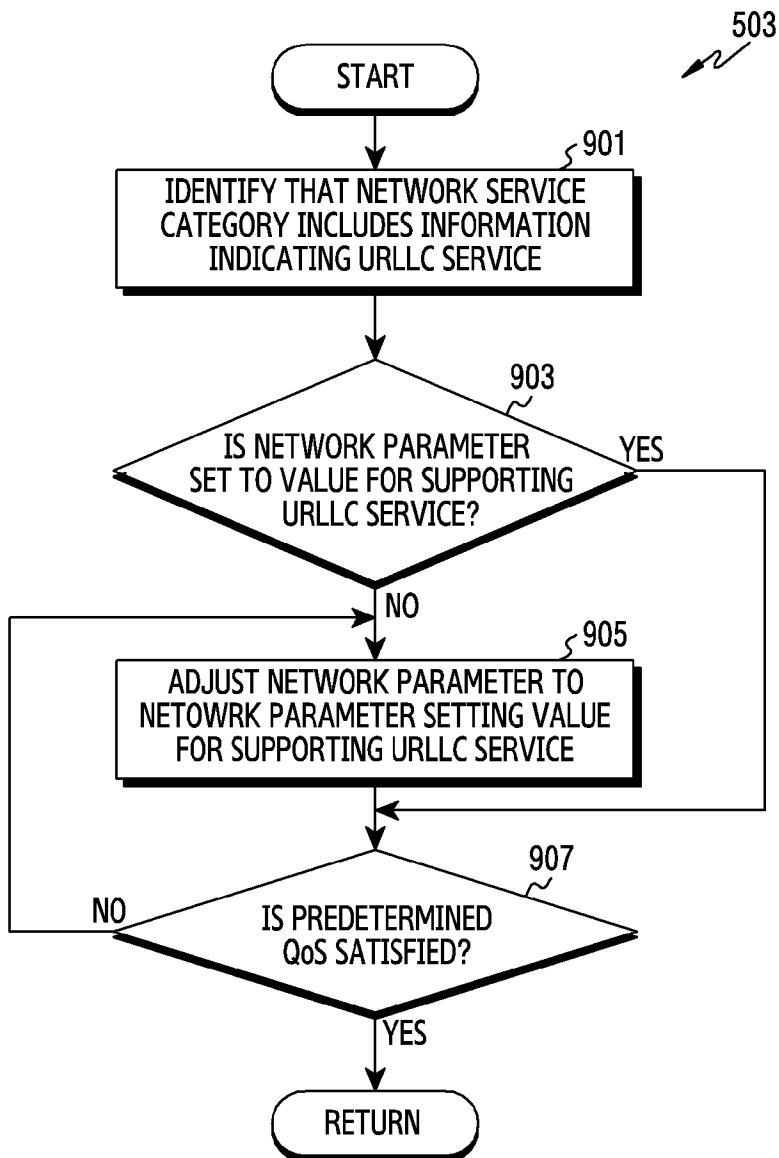 503
START
901
IDENTIFY THAT NETWORK SERVICE
CATEGORY INCLUDES INFORMATION
INDICATING URLLC SERVICE
903
IS NETWORK PARAMETER
SET TO VALUE FOR SUPPORTING
URLLC SERVICE?
YES
NO
905
ADJUST NETWORK PARAMETER TO
NETOWRK PARAMETER SETTING VALUE
FOR SUPPORTING URLLC SERVICE
907
NO
IS PREDETERMINED
QoS SATISFIED?
YES
RETURN